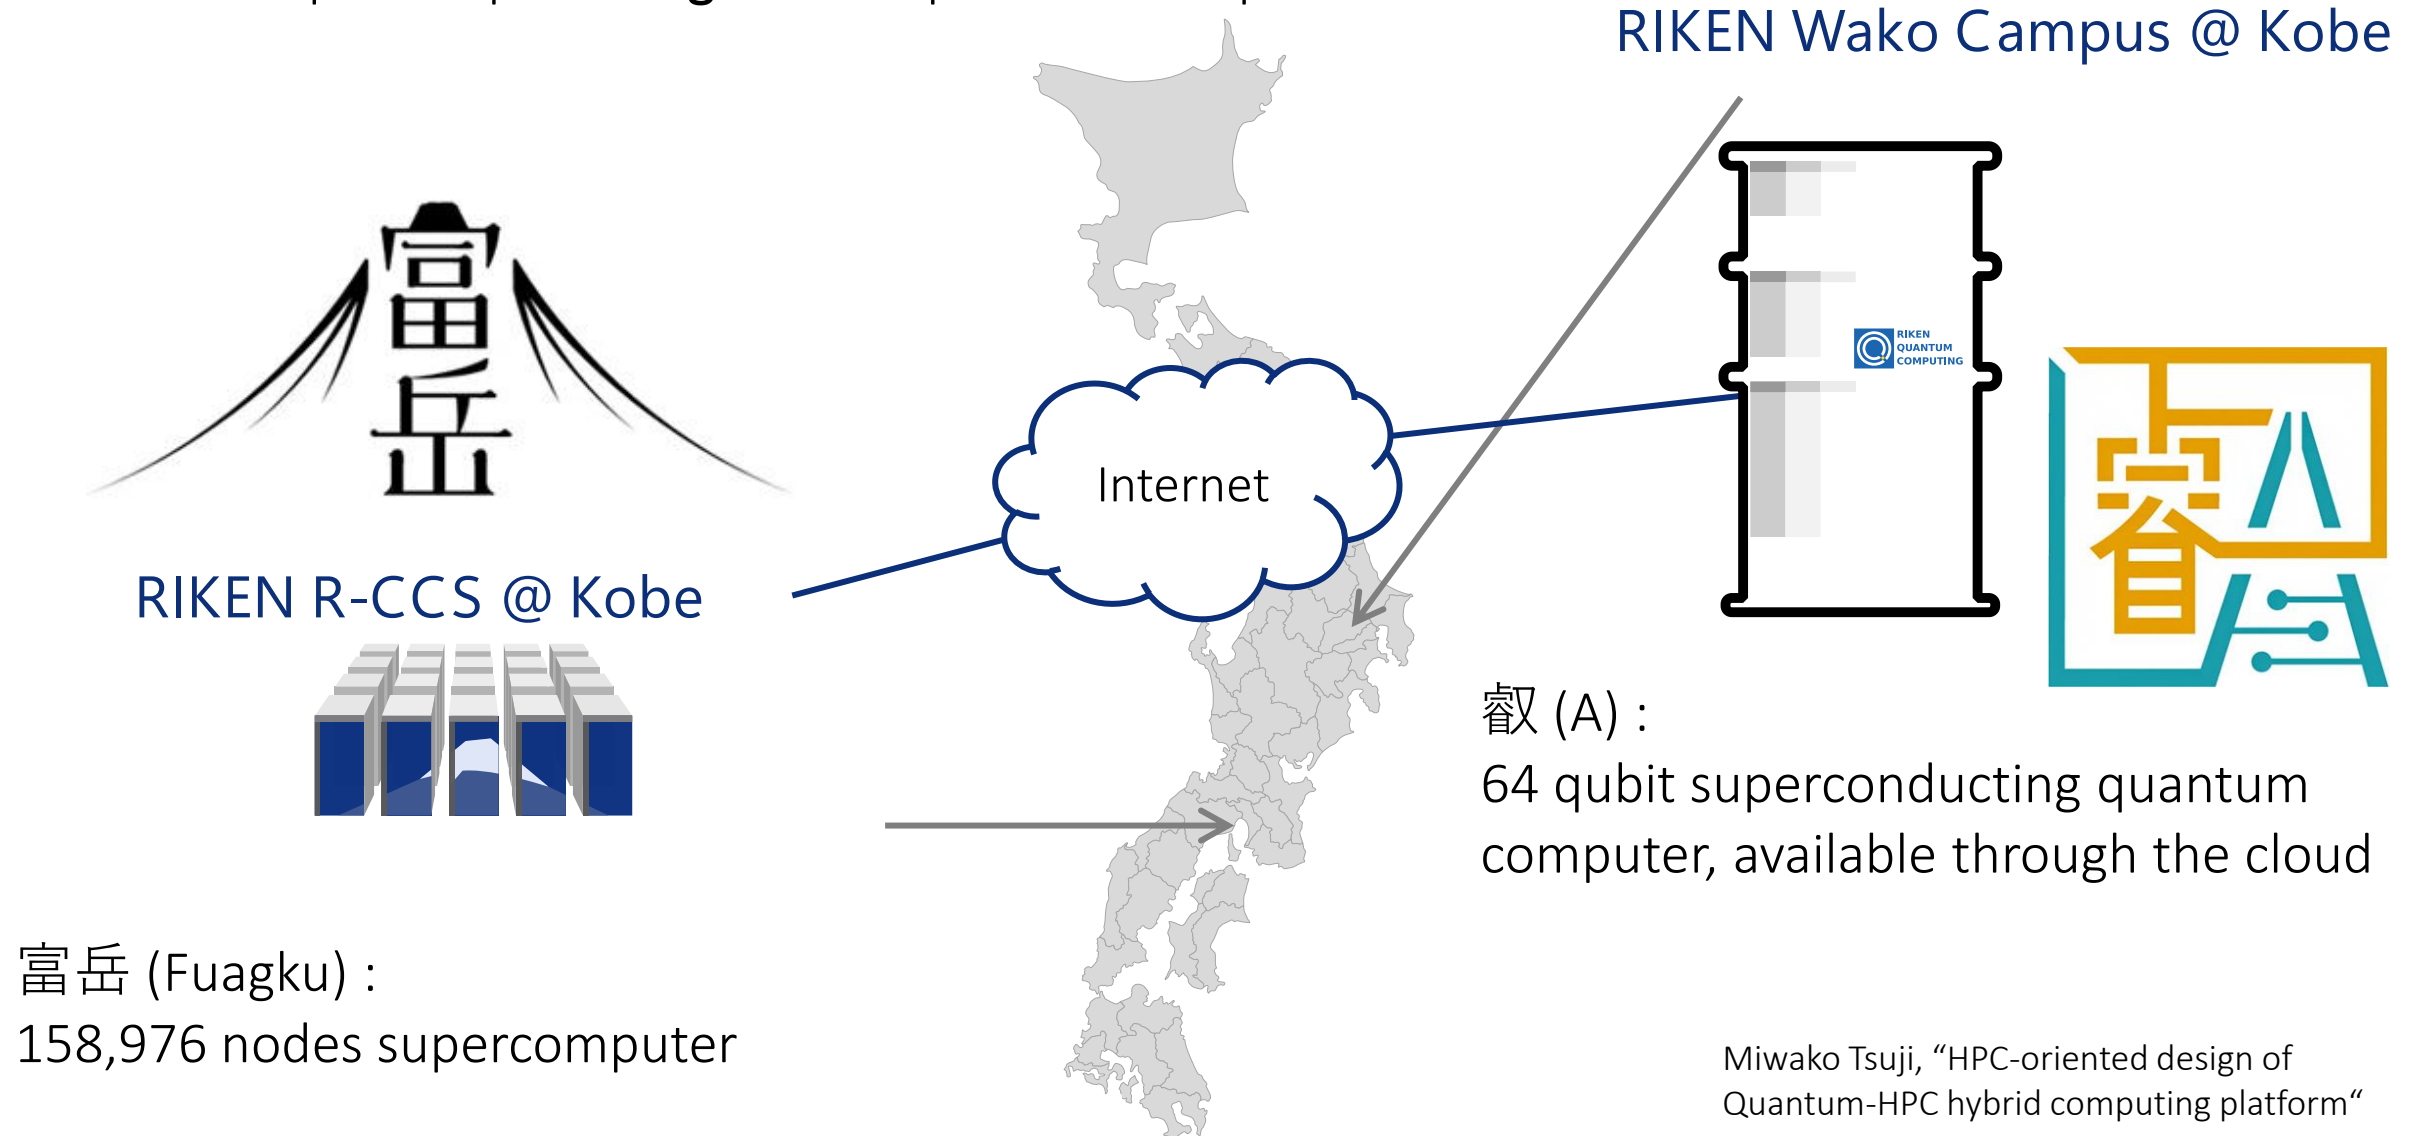 RIKEN Wako Campus @ Kobe
富岳
RIKEN
QUANTUM
COMPUTING
Internet
RIKEN R-CCS @ Kobe
叡 (A) :
64 qubit superconducting quantum
computer, available through the cloud
富岳 (Fuagku) :
158,976 nodes supercomputer
Miwako Tsuji, “HPC-oriented design of
Quantum-HPC hybrid computing platform“